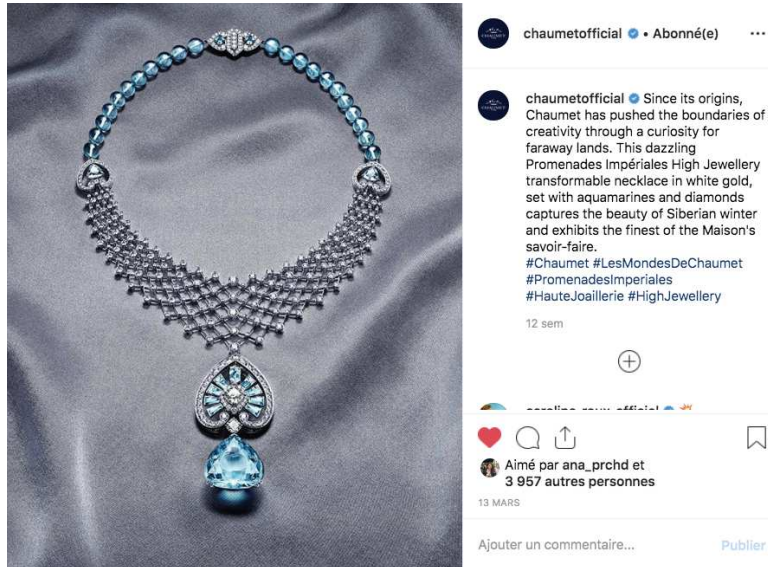 chaumetofficial • Abonné(e)
chaumetofficial Since its origins,
Chaumet has pushed the boundaries of
creativity through a curiosity for
faraway lands. This dazzling
Promenades Impériales High Jewellery
transformable necklace in white gold,
set with aquamarines and diamonds
captures the beauty of Siberian winter
and exhibits the finest of the Maison's
savoir-faire.
#Chaumet #LesMondesDeChaumet
#PromenadesImperiales
#HauteJoaillerie #HighJewellery
12 sem
Aimé par ana_prchd et
3 957 autres personnes
13 MARS
Ajouter un commentaire... Publier